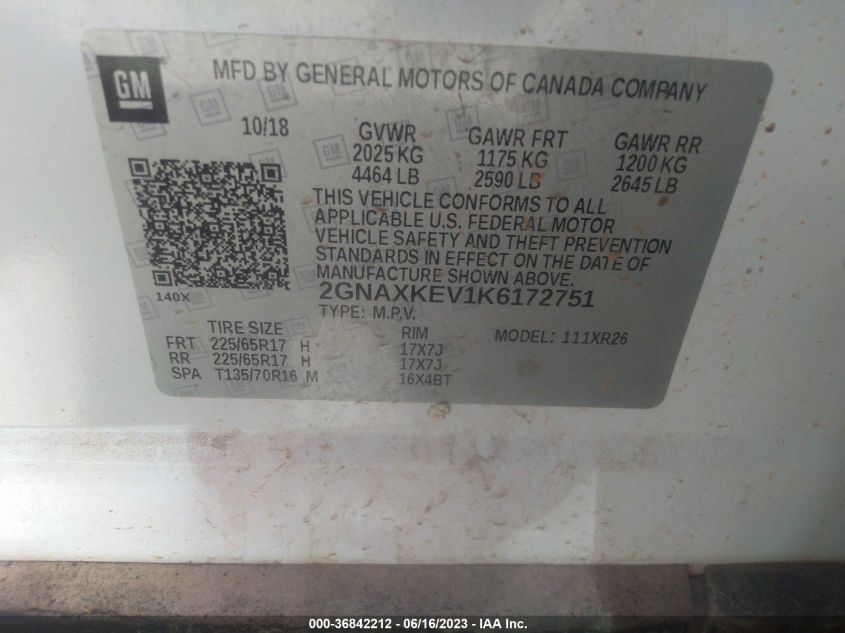 GM
MFD BY GENERAL MOTORS OF CANADA COMPANY
10/18
GVWR
2025 KG
4464 LB
GAWR FRT
1175 KG
2590 LB
GAWR RR
1200 KG
2645 LB
THIS VEHICLE CONFORMS TO ALL
APPLICABLE U.S. FEDERAL MOTOR
VEHICLE SAFETY AND THEFT PREVENTION
STANDARDS IN EFFECT ON THE DATE OF
MANUFACTURE SHOWN ABOVE.
140X
2GNAXKEV1K6172751
TYPE: M.P.V.
TIRE SIZE RIM MODEL: 111XR26
FRT 225/65R17 H 17X7J
RR 225/65R17 H 17X7J
SPA T135/70R16 M 16X4BT
000-36842212 - 06/16/2023 - IAA Inc.